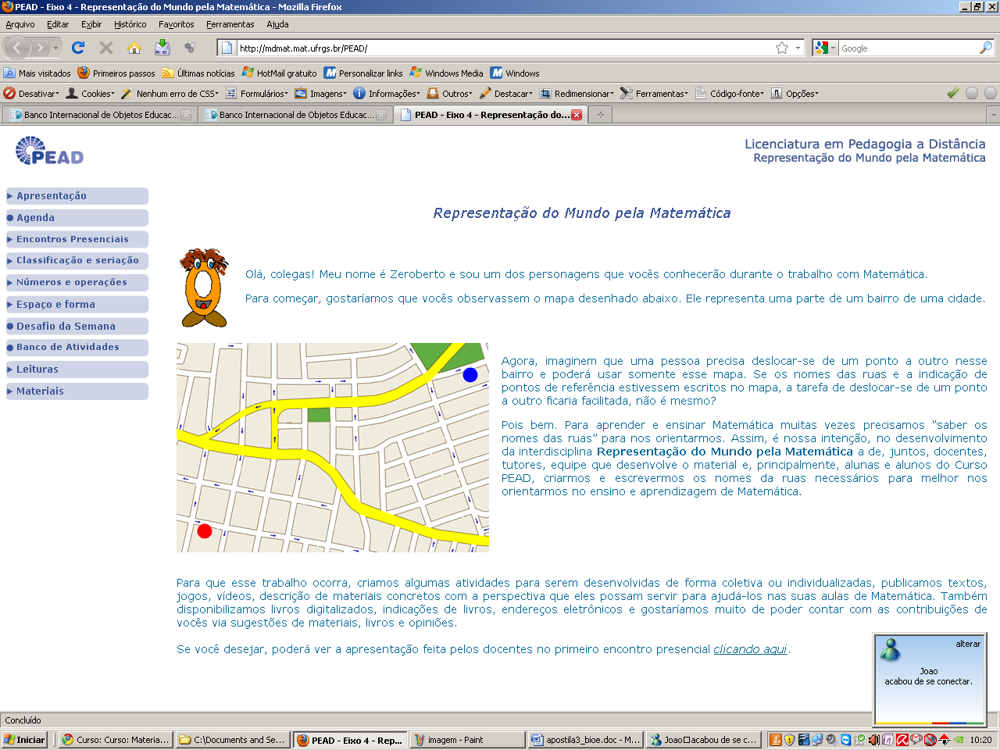 PEAD - Eixo 4 - Representação do Mundo pela Matemática - Mozilla Firefox
Arquivo Editar Exibir Histórico Favoritos Ferramentas Ajuda
http://mdmat.mat.ufrgs.br/PEAD/
Google
Mais visitados Primeiros passos Últimas notícias HotMail gratuito Personalizar links Windows Media Windows
Desativar Cookies Nenhum erro de CSS Formulários Imagens Informações Outros Destacar Redimensionar Ferramentas Código-fonte Opções
Banco Internacional de Objetos Educac... Banco Internacional de Objetos Educac... PEAD - Eixo 4 - Representação do...
PEAD
Licenciatura em Pedagogia a Distância
Representação do Mundo pela Matemática
Apresentação
Agenda
Encontros Presenciais
Classificação e seriação
Números e operações
Espaço e forma
Desafio da Semana
Banco de Atividades
Leituras
Materiais
Representação do Mundo pela Matemática
Olá, colegas! Meu nome é Zeroberto e sou um dos personagens que vocês conhecerão durante o trabalho com Matemática.
Para começar, gostaríamos que vocês observassem o mapa desenhado abaixo. Ele representa uma parte de um bairro de uma cidade.
Agora, imaginem que uma pessoa precisa deslocar-se de um ponto a outro nesse
bairro e poderá usar somente esse mapa. Se os nomes das ruas e a indicação de
pontos de referência estivessem escritos no mapa, a tarefa de deslocar-se de um ponto
a outro ficaria facilitada, não é mesmo?
Pois bem. Para aprender e ensinar Matemática muitas vezes precisamos “saber os
nomes das ruas” para nos orientarmos. Assim, é nossa intenção, no desenvolvimento
da interdisciplina Representação do Mundo pela Matemática a de, juntos, docentes,
tutores, equipe que desenvolve o material e, principalmente, alunas e alunos do Curso
PEAD, criarmos e escrevermos os nomes da ruas necessários para melhor nos
orientarmos no ensino e aprendizagem de Matemática.
Para que esse trabalho ocorra, criamos algumas atividades para serem desenvolvidas de forma coletiva ou individualizadas, publicamos textos,
jogos, vídeos, descrição de materiais concretos com a perspectiva que eles possam servir para ajudá-los nas suas aulas de Matemática. Também
disponibilizamos livros digitalizados, indicações de livros, endereços eletrônicos e gostaríamos muito de poder contar com as contribuições de
vocês via sugestões de materiais, livros e opiniões.
Se você desejar, poderá ver a apresentação feita pelos docentes no primeiro encontro presencial clicando aqui.
alterar
Joao
acabou de se conectar.
Concluído
Iniciar Curso: Curso: Materia... C:\Documents and Se... PEAD - Eixo 4 - Rep... imagem - Paint apostila3_bioe.doc - M... Joao□acabou de se c... 10:20